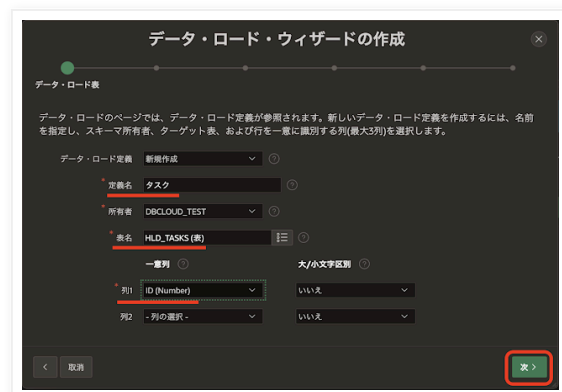 データ・ロード・ウィザードの作成
データ・ロード表
データ・ロードのページでは、データ・ロード定義が参照されます。新しいデータ・ロード定義を作成するには、名前
を指定し、スキーマ所有者、ターゲット表、および行を一意に識別する列(最大3列)を選択します。
データ・ロード定義 新規作成
* 定義名 タスク
* 所有者 DBCLOUD_TEST
* 表名 HLD_TASKS (表)
一意列 大/小文字区別
* 列1 ID (Number) いいえ
列2 - 列の選択 - いいえ
取消 次